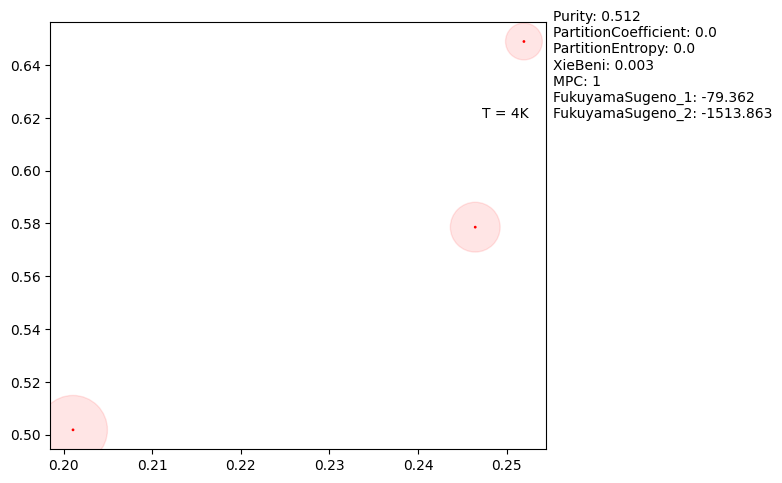 Purity: 0.512
PartitionCoefficient: 0.0
PartitionEntropy: 0.0
XieBeni: 0.003
MPC: 1
FukuyamaSugeno_1: -79.362
FukuyamaSugeno_2: -1513.863
T = 4K
0.64
0.62
0.60
0.58
0.56
0.54
0.52
0.50
0.20 0.21 0.22 0.23 0.24 0.25